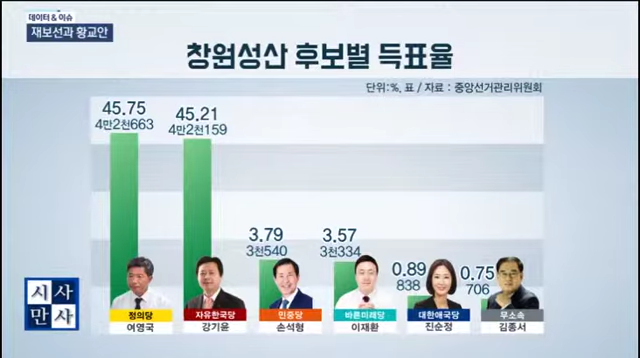 데이터 & 이슈
재보선과 황교안
창원성산 후보별 득표율
단위:%, 표 / 자료 : 중앙선거관리위원회
45.75
4만2천663
45.21
4만2천159
3.79
3천540
3.57
3천334
0.89
838
0.75
706
정의당
여영국
자유한국당
강기윤
민중당
손석형
바른미래당
이재환
대한애국당
진순정
무소속
김종서
시사
만사